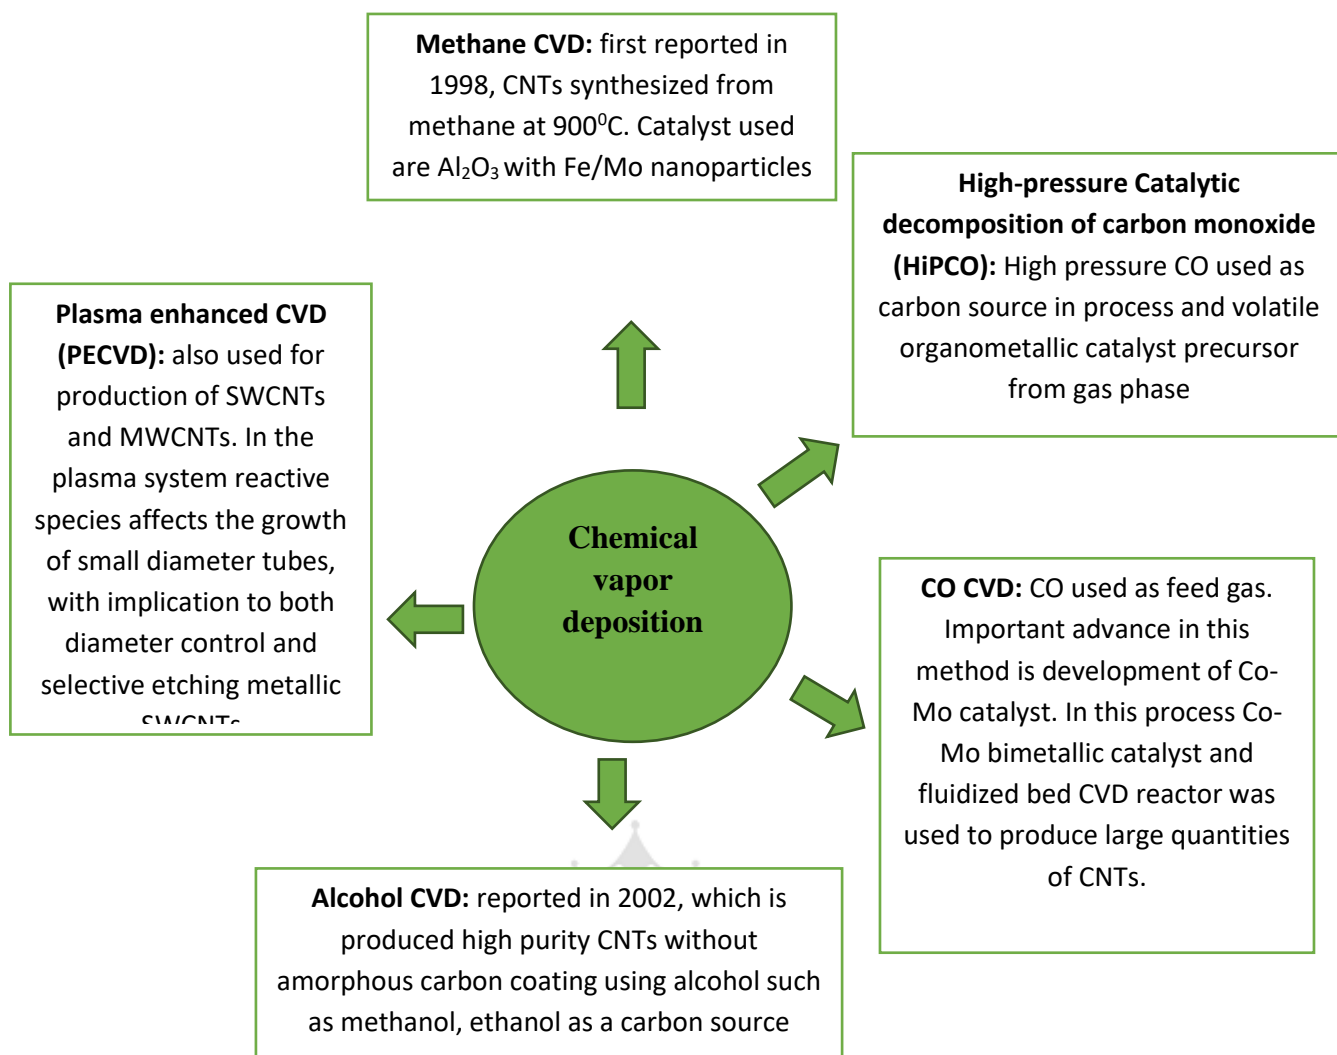 Methane CVD: first reported in
1998, CNTs synthesized from
methane at 900⁰C. Catalyst used
are Al₂O₃ with Fe/Mo nanoparticles
High-pressure Catalytic
decomposition of carbon monoxide
(HiPCO): High pressure CO used as
carbon source in process and volatile
organometallic catalyst precursor
from gas phase
Plasma enhanced CVD
(PECVD): also used for
production of SWCNTs
and MWCNTs. In the
plasma system reactive
species affects the growth
of small diameter tubes,
with implication to both
diameter control and
selective etching metallic
SWCNTs
Chemical
vapor
deposition
CO CVD: CO used as feed gas.
Important advance in this
method is development of Co-
Mo catalyst. In this process Co-
Mo bimetallic catalyst and
fluidized bed CVD reactor was
used to produce large quantities
of CNTs.
Alcohol CVD: reported in 2002, which is
produced high purity CNTs without
amorphous carbon coating using alcohol such
as methanol, ethanol as a carbon source